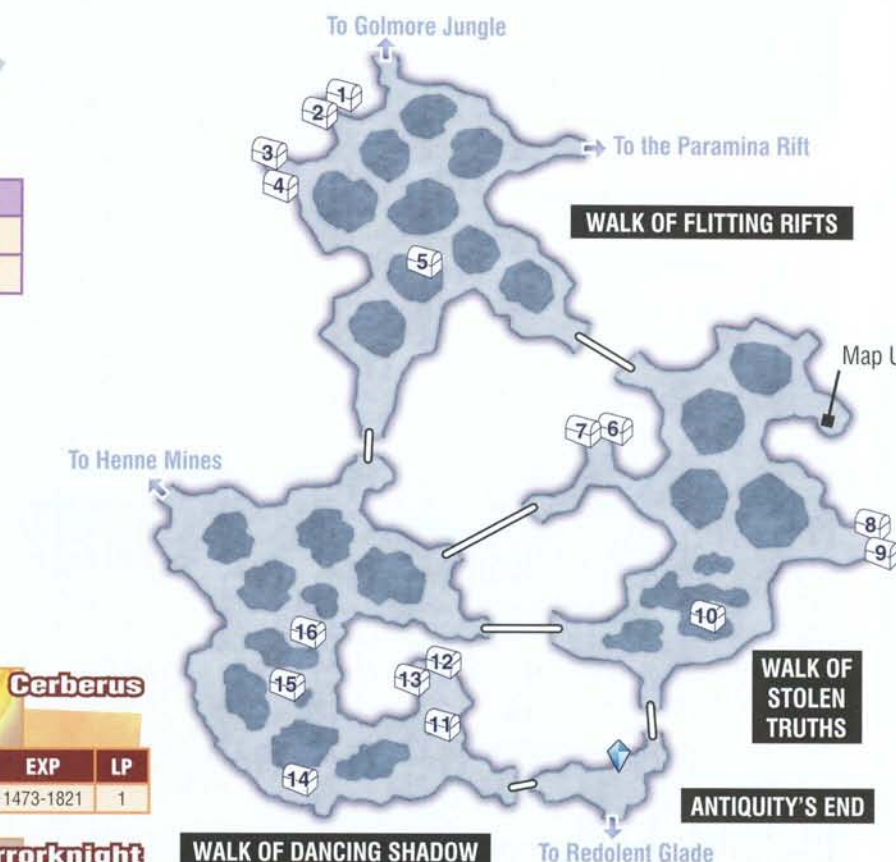 To Golmore Jungle
1
2
3
4
To the Paramina Rift
WALK OF FLITTING RIFTS
5
Map U
7
6
To Henne Mines
8
9
10
16
12
13
15
11
14
WALK OF
STOLEN
TRUTHS
Cerberus
EXP LP
1473-1821 1
ANTIQUITY'S END
WALK OF DANCING SHADOW
To Redolent Glade